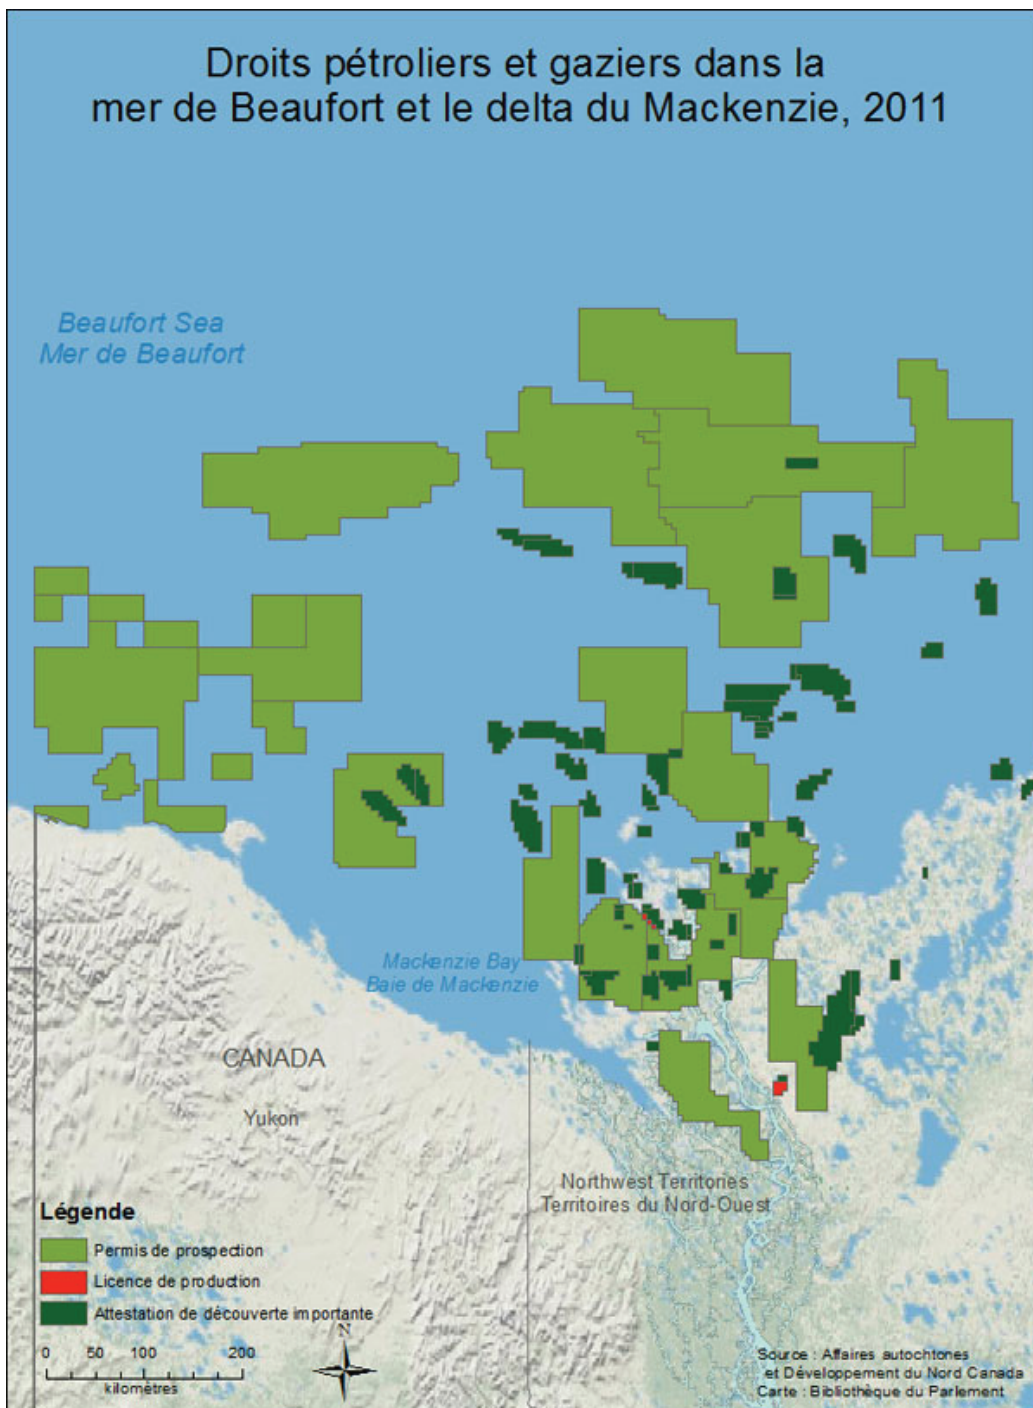 Droits pétroliers et gaziers dans la
mer de Beaufort et le delta du Mackenzie, 2011
Beaufort Sea
Mer de Beaufort
Mackenzie Bay
Baie de Mackenzie
CANADA
Yukon
Northwest Territories
Territoires du Nord-Ouest
Légende
Permis de prospection
Licence de production
Attestation de découverte importante
N
0 50 100 200
kilomètres
Source : Affaires autochtones
et Développement du Nord Canada
Carte : Bibliothèque du Parlement